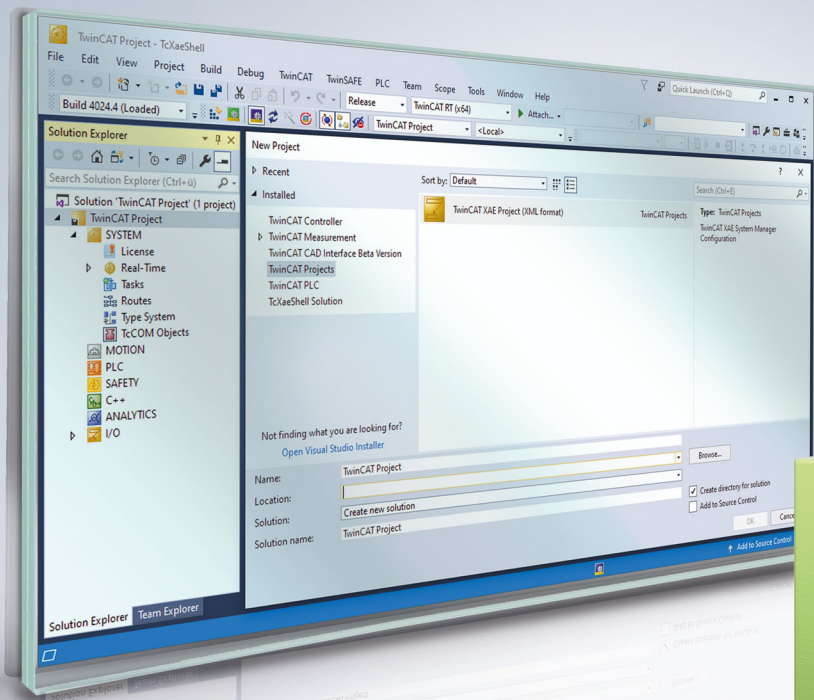 TwinCAT Project - TcXaeShell
Quick Launch (Ctrl+Q)
File Edit View Project Build Debug TwinCAT TwinSAFE PLC Team Scope Tools Window Help
Release TwinCAT RT (x64) Attach...
Build 4024.4 (Loaded) TwinCAT Project <Local>
Solution Explorer
Search Solution Explorer (Ctrl+ü)
Solution 'TwinCAT Project' (1 project)
TwinCAT Project
SYSTEM
License
Real-Time
Tasks
Routes
Type System
TcCOM Objects
MOTION
PLC
SAFETY
C++
ANALYTICS
I/O
Solution Explorer Team Explorer
New Project
? X
Recent
Installed
TwinCAT Controller
TwinCAT Measurement
TwinCAT CAD Interface Beta Version
TwinCAT Projects
TwinCAT PLC
TcXaeShell Solution
Not finding what you are looking for?
Open Visual Studio Installer
Sort by: Default
TwinCAT XAE Project (XML format) TwinCAT Projects
Search (Ctrl+E)
Type: TwinCAT Projects
TwinCAT XAE System Manager
Configuration
Name: TwinCAT Project
Location:
Browse...
Solution: Create new solution
Solution name: TwinCAT Project
Create directory for solution
Add to Source Control
OK
Add to Source Control